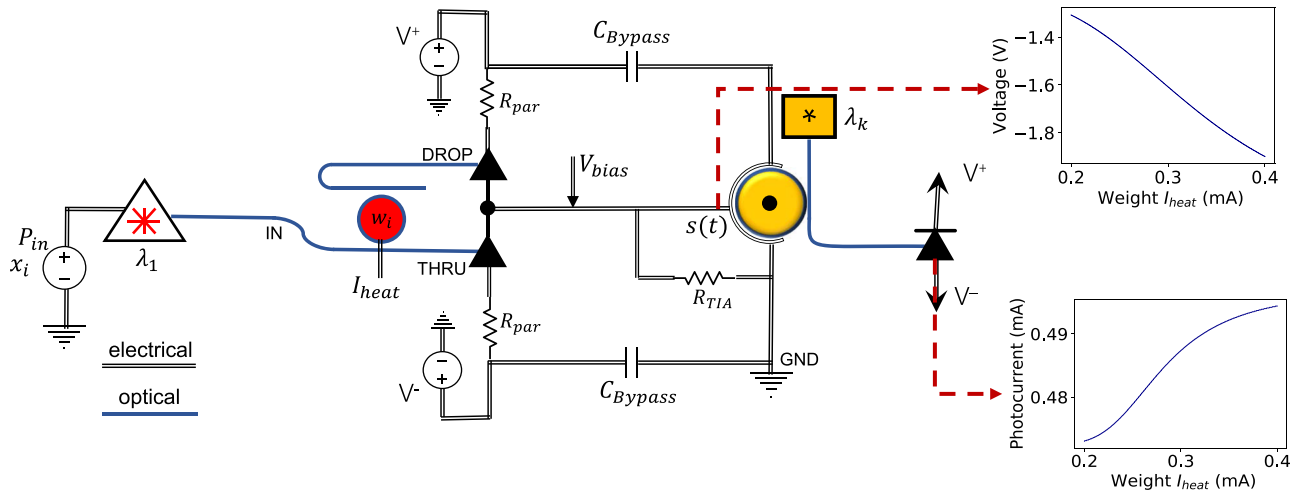 V⁺
C_Bypass
R_par
DROP
V_bias
* λ_k
V⁺
P_in
x_i
λ₁
IN
w_i
I_heat
THRU
s(t)
R_TIA
V⁻
R_par
GND
V⁻
C_Bypass
electrical
optical
Voltage (V)
−1.4
−1.6
−1.8
0.2 0.3 0.4
Weight I_heat (mA)
Photocurrent (mA)
0.49
0.48
0.2 0.3 0.4
Weight I_heat (mA)